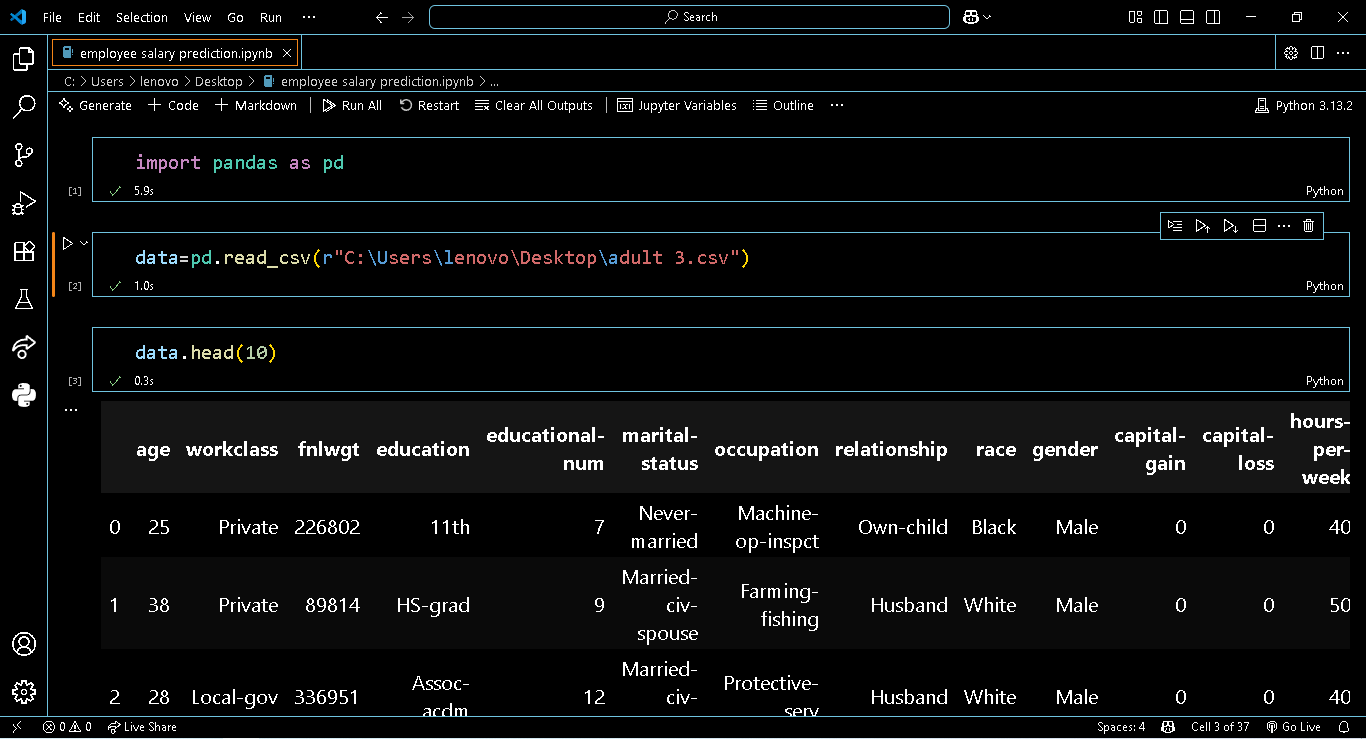 File Edit Selection View Go Run ··· Search
employee salary prediction.ipynb
C: > Users > lenovo > Desktop > employee salary prediction.ipynb > ...
Generate + Code + Markdown | Run All Restart Clear All Outputs | Jupyter Variables Outline ··· Python 3.13.2
import pandas as pd
[1] ✓ 5.9s Python
data=pd.read_csv(r"C:\Users\lenovo\Desktop\adult 3.csv")
[2] ✓ 1.0s Python
data.head(10)
[3] ✓ 0.3s Python
...
age workclass fnlwgt education educational-num marital-status occupation relationship race gender capital-gain capital-loss hours-per-week
0 25 Private 226802 11th 7 Never-married Machine-op-inspct Own-child Black Male 0 0 40
1 38 Private 89814 HS-grad 9 Married-civ-spouse Farming-fishing Husband White Male 0 0 50
2 28 Local-gov 336951 Assoc-acdm 12 Married-civ- Protective-serv Husband White Male 0 0 40
0 0 Live Share Spaces: 4 Cell 3 of 37 Go Live